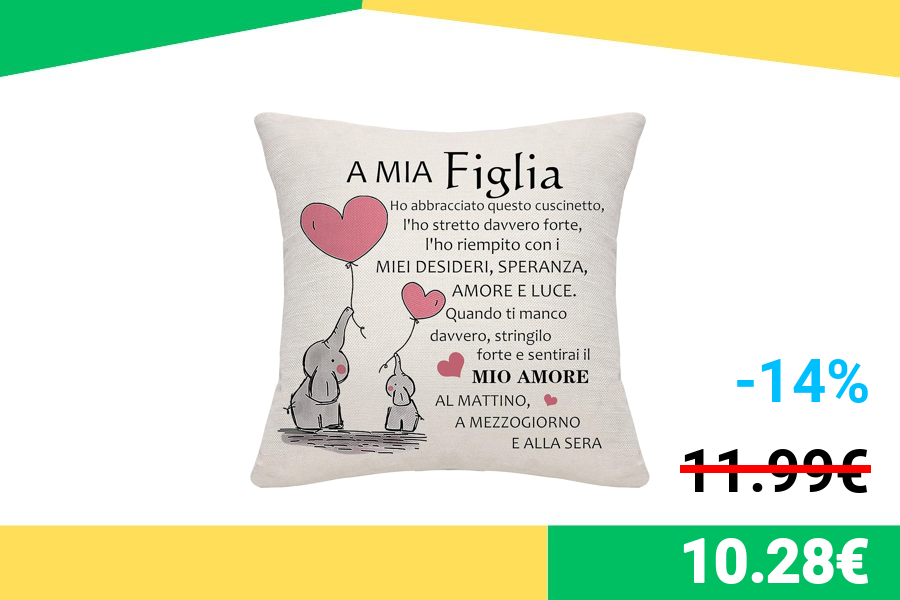 A MIA Figlia
Ho abbracciato questo cuscinetto,
l'ho stretto davvero forte,
l'ho riempito con i
MIEI DESIDERI, SPERANZA,
AMORE E LUCE.
Quando ti manco
davvero, stringilo
forte e sentirai il
MIO AMORE
AL MATTINO,
A MEZZOGIORNO
E ALLA SERA
-14%
11.99€
10.28€